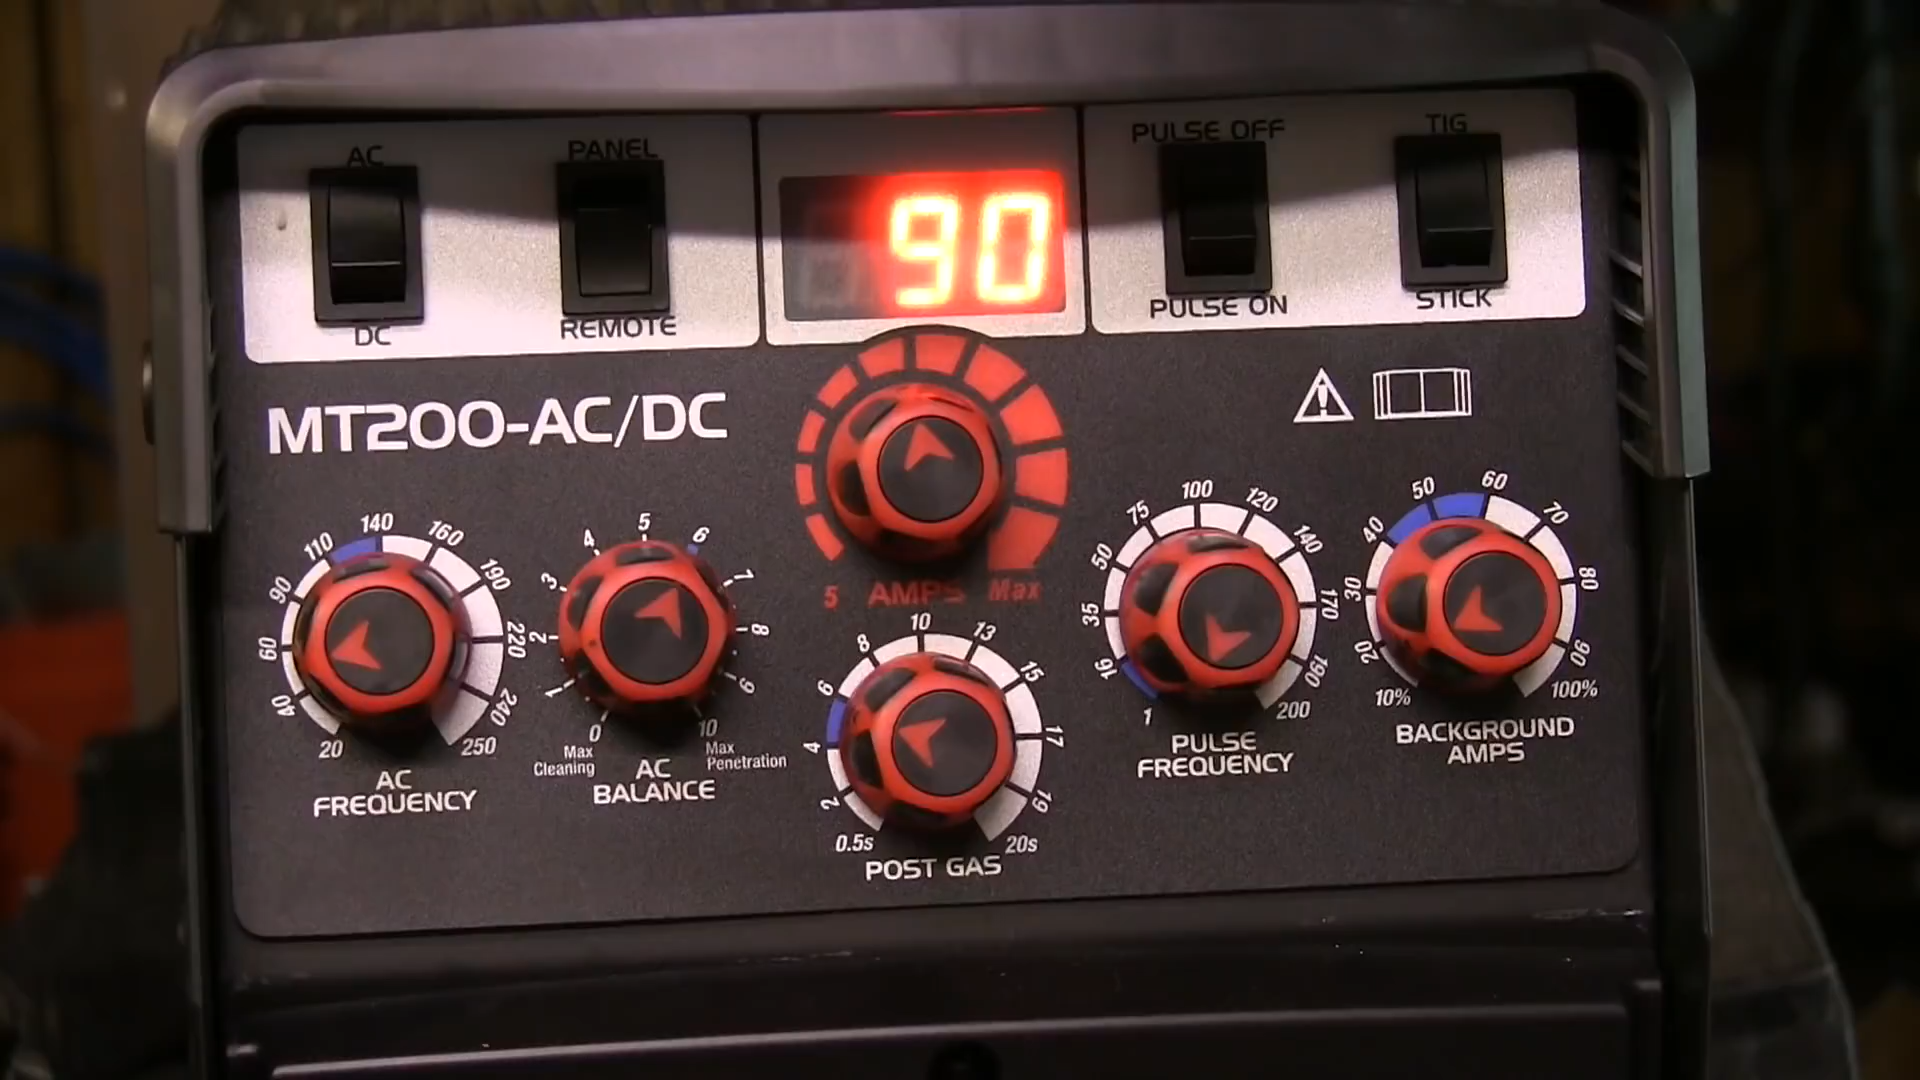 AC
DC
PANEL
REMOTE
90
PULSE OFF
PULSE ON
TIG
STICK
MT200-AC/DC
5 AMPS Max
20 40 60 90 110 140 160 190 220 240 250
AC
FREQUENCY
0 1 2 3 4 5 6 7 8 9 10
Max
Cleaning
Max
Penetration
AC
BALANCE
0.5s 2 4 6 8 10 13 15 17 19 20s
POST GAS
1 16 35 50 75 100 120 140 170 190 200
PULSE
FREQUENCY
10% 20 30 40 50 60 70 80 90 100%
BACKGROUND
AMPS